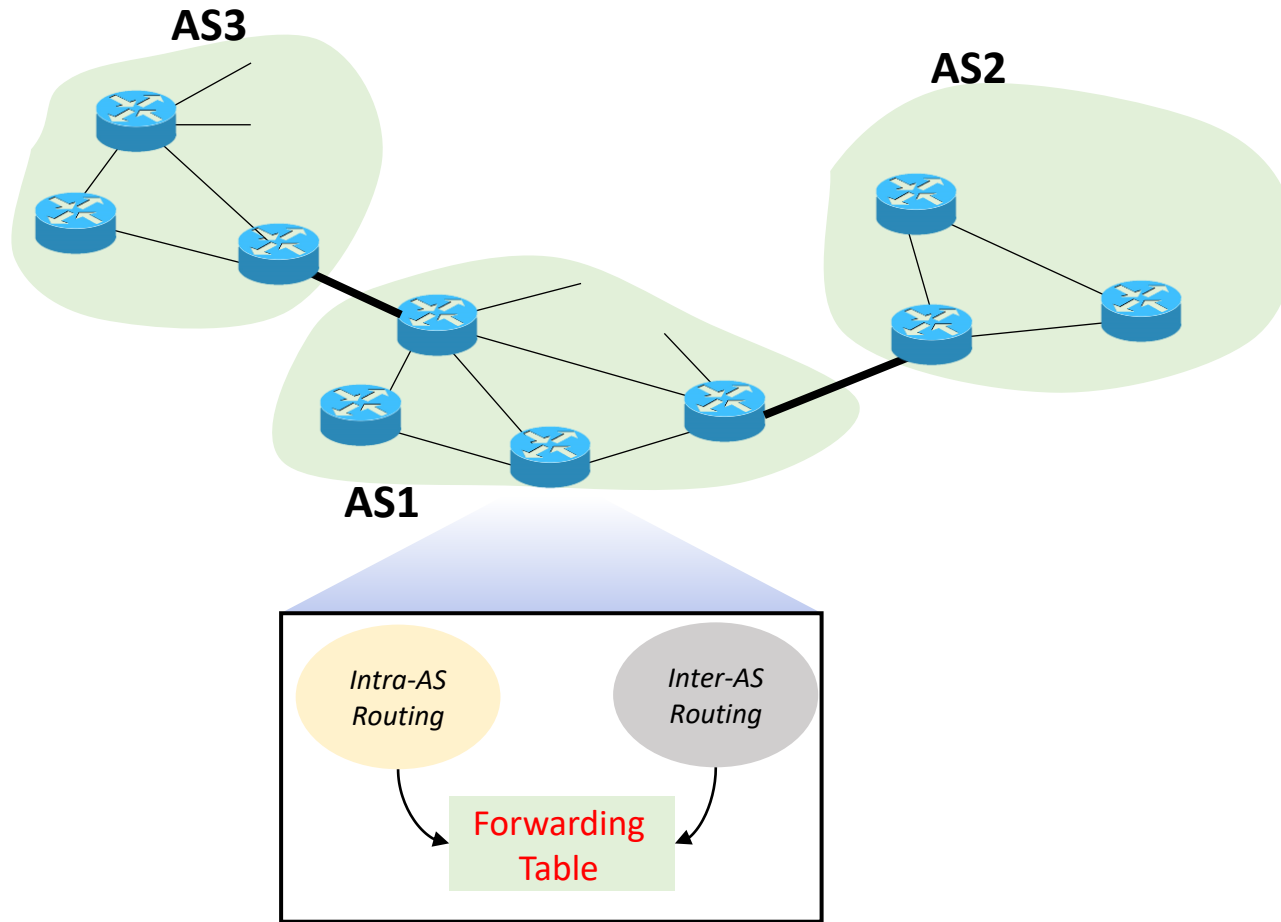 AS3
AS2
AS1
Intra-AS
Routing
Inter-AS
Routing
Forwarding
Table